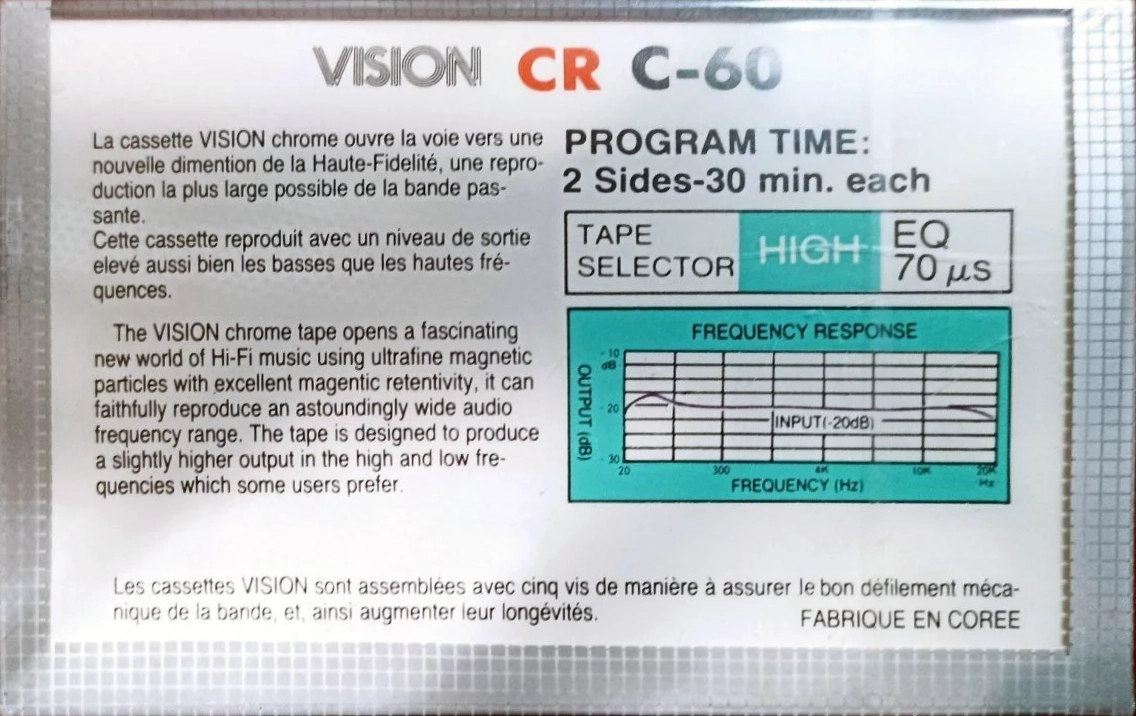 VISION CR C-60
La cassette VISION chrome ouvre la voie vers une
nouvelle dimention de la Haute-Fidelité, une repro-
duction la plus large possible de la bande pas-
sante.
Cette cassette reproduit avec un niveau de sortie
elevé aussi bien les basses que les hautes fré-
quences.
The VISION chrome tape opens a fascinating
new world of Hi-Fi music using ultrafine magnetic
particles with excellent magentic retentivity, it can
faithfully reproduce an astoundingly wide audio
frequency range. The tape is designed to produce
a slightly higher output in the high and low fre-
quencies which some users prefer.
PROGRAM TIME:
2 Sides-30 min. each
TAPE
SELECTOR
HIGH
EQ
70 µs
FREQUENCY RESPONSE
OUTPUT (dB)
- 10
dB
- 20
- 30
INPUT(-20dB)
20 300 4K 10K 20K
Hz
FREQUENCY (Hz)
Les cassettes VISION sont assemblées avec cinq vis de manière à assurer le bon défilement méca-
nique de la bande, et, ainsi augmenter leur longévités.
FABRIQUE EN COREE